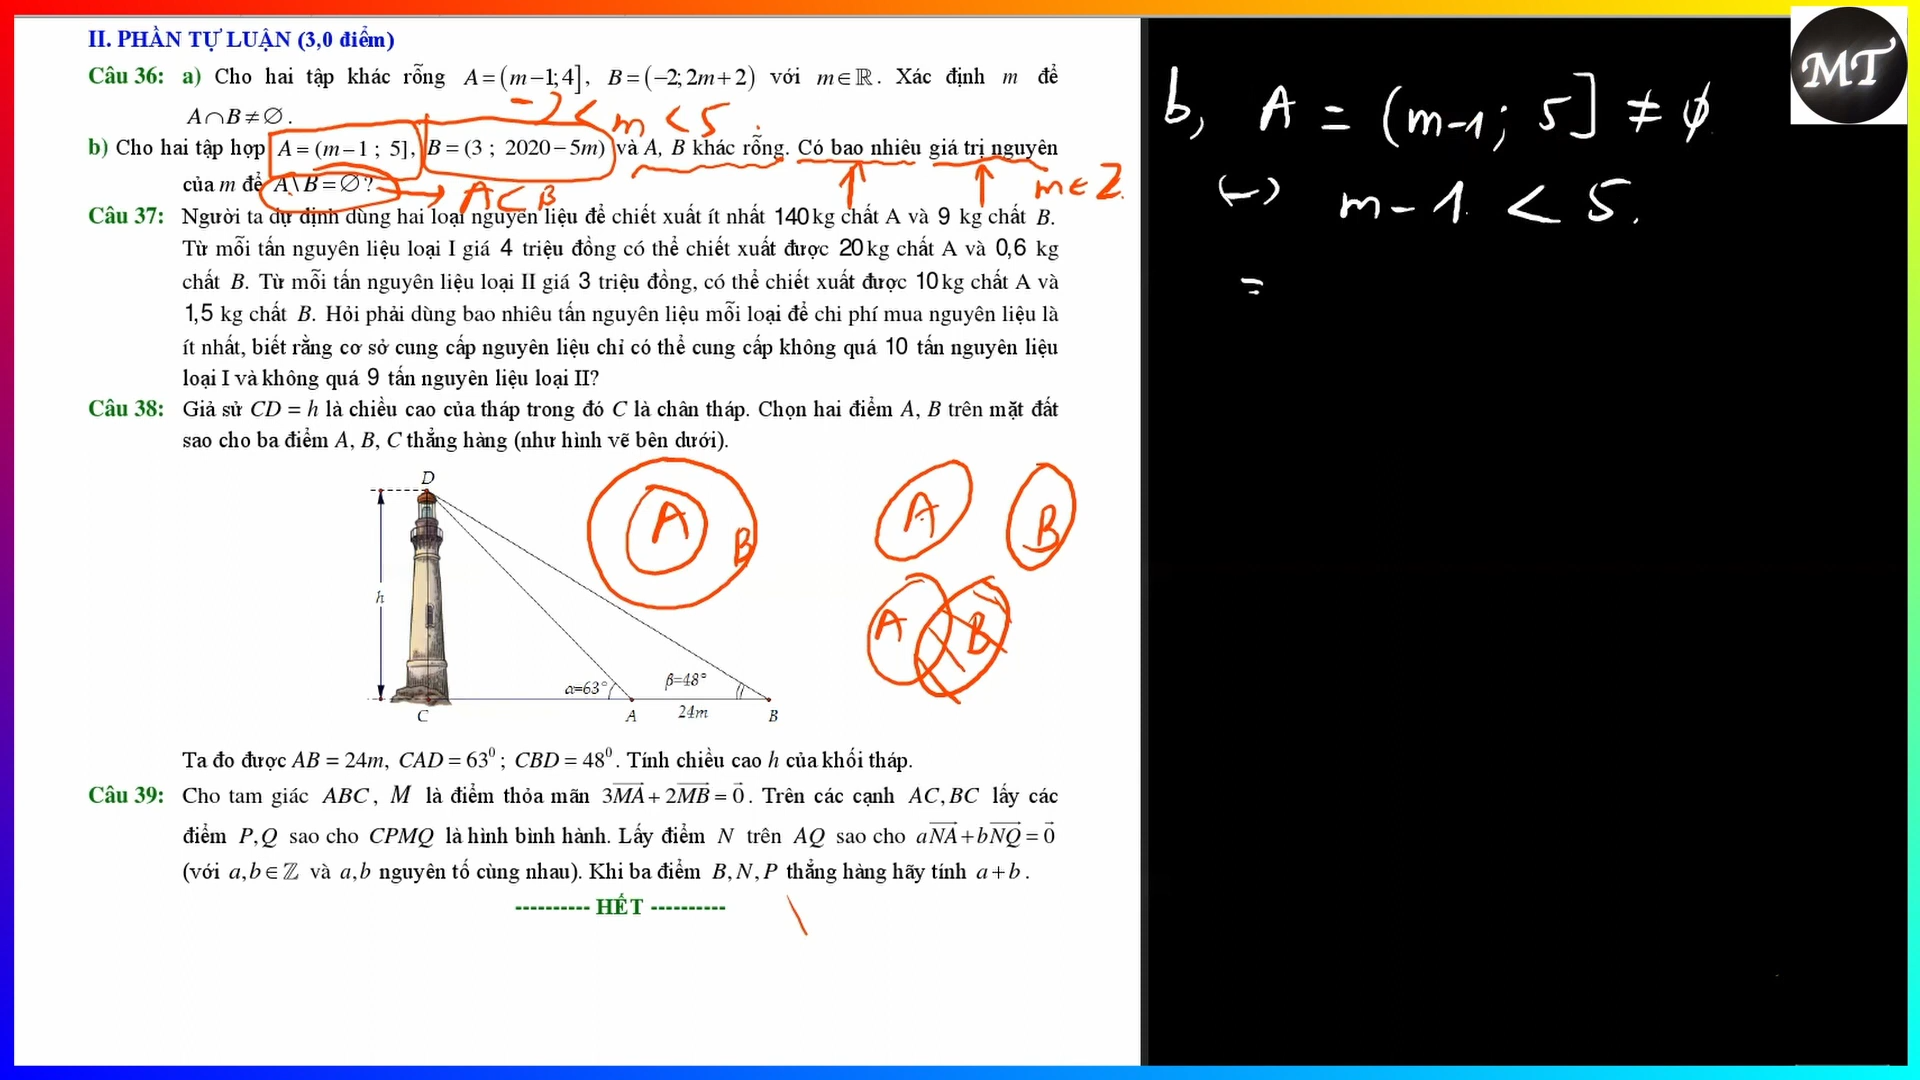 II. PHẦN TỰ LUẬN (3,0 điểm)
Câu 36: a) Cho hai tập khác rỗng A = (m−1; 4], B = (−2; 2m+2) với m∈ℝ. Xác định m để
A∩B ≠ ∅.
−2 < m < 5
b) Cho hai tập hợp A = (m−1 ; 5], B = (3 ; 2020−5m) và A, B khác rỗng. Có bao nhiêu giá trị nguyên
của m để A\B = ∅ ?
A ⊂ B
m ∈ Z
Câu 37: Người ta dự định dùng hai loại nguyên liệu để chiết xuất ít nhất 140kg chất A và 9 kg chất B.
Từ mỗi tấn nguyên liệu loại I giá 4 triệu đồng có thể chiết xuất được 20kg chất A và 0,6 kg
chất B. Từ mỗi tấn nguyên liệu loại II giá 3 triệu đồng, có thể chiết xuất được 10kg chất A và
1,5 kg chất B. Hỏi phải dùng bao nhiêu tấn nguyên liệu mỗi loại để chi phí mua nguyên liệu là
ít nhất, biết rằng cơ sở cung cấp nguyên liệu chỉ có thể cung cấp không quá 10 tấn nguyên liệu
loại I và không quá 9 tấn nguyên liệu loại II?
Câu 38: Giả sử CD = h là chiều cao của tháp trong đó C là chân tháp. Chọn hai điểm A, B trên mặt đất
sao cho ba điểm A, B, C thẳng hàng (như hình vẽ bên dưới).
D
h
α=63°
β=48°
C
A
24m
B
A
B
A
B
A
B
Ta đo được AB = 24m, CAD = 63⁰ ; CBD = 48⁰. Tính chiều cao h của khối tháp.
Câu 39: Cho tam giác ABC, M là điểm thỏa mãn 3MA⃗ + 2MB⃗ = 0⃗. Trên các cạnh AC, BC lấy các
điểm P,Q sao cho CPMQ là hình bình hành. Lấy điểm N trên AQ sao cho aNA⃗ + bNQ⃗ = 0⃗
(với a,b∈ℤ và a,b nguyên tố cùng nhau). Khi ba điểm B, N, P thẳng hàng hãy tính a+b.
---------- HẾT ----------
b, A = (m-1; 5] ≠ ∅
(-) m - 1 < 5.
=
MT